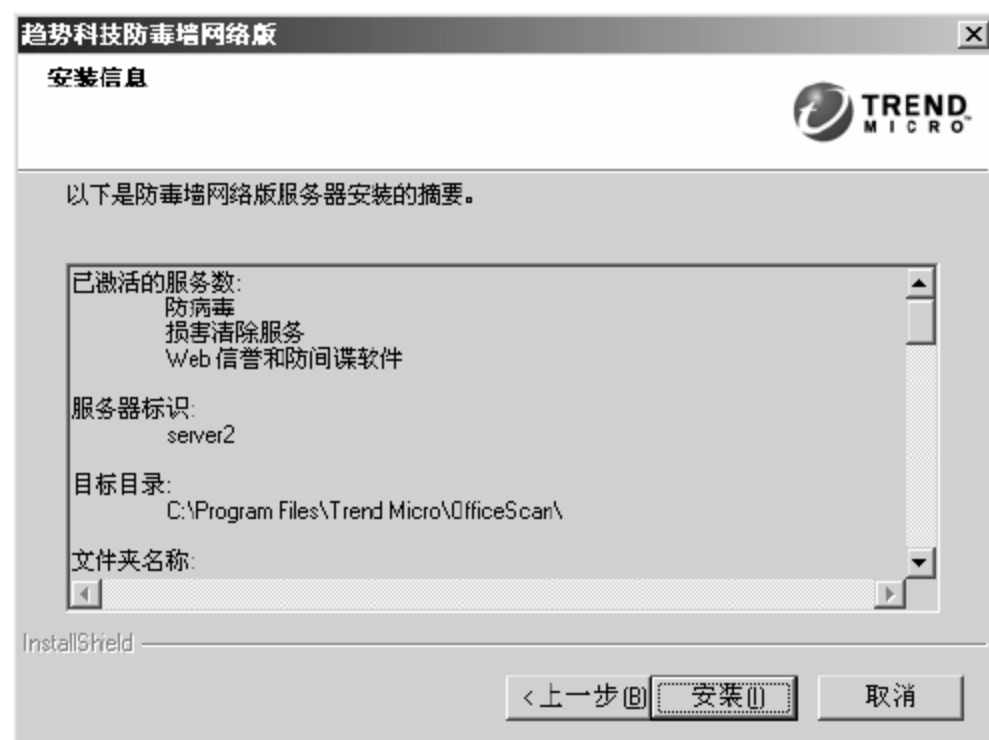 趋势科技防毒墙网络版
安装信息
TREND
MICRO™
以下是防毒墙网络版服务器安装的摘要。
已激活的服务数:
防病毒
损害清除服务
Web 信誉和防间谍软件
服务器标识:
server2
目标目录:
C:\Program Files\Trend Micro\OfficeScan\
文件夹名称:
InstallShield
<上一步(B) 安装(I) 取消